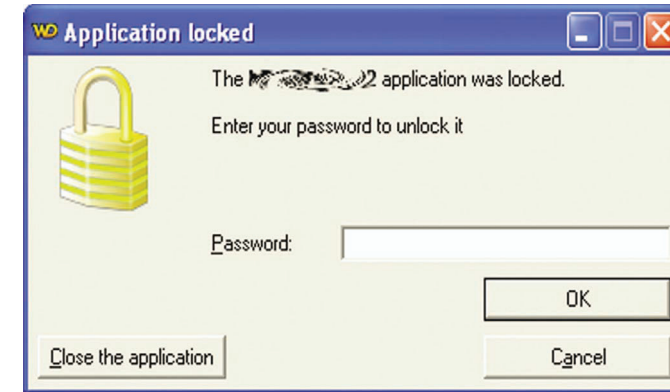 WD Application locked
The 2 application was locked.
Enter your password to unlock it
Password:
OK
Close the application
Cancel